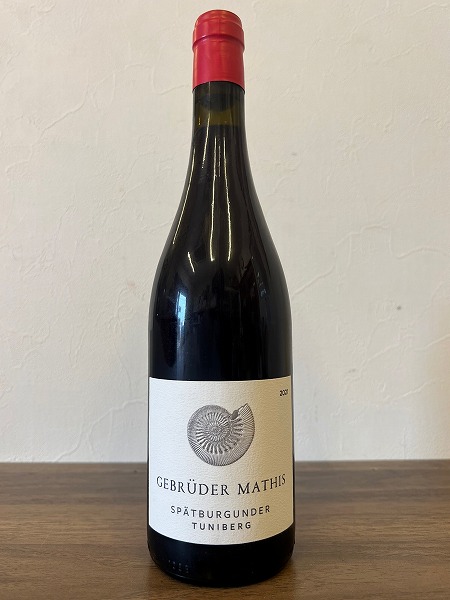 2021
GEBRÜDER MATHIS
SPÄTBURGUNDER
TUNIBERG